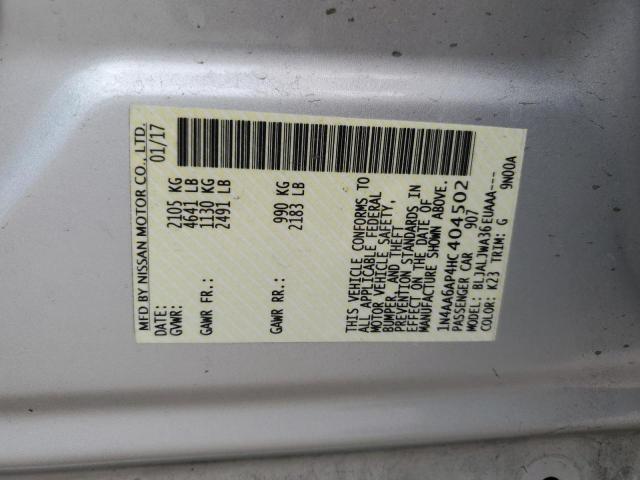 MFD BY NISSAN MOTOR CO., LTD.
DATE: 01/17
GVWR: 2105 KG
4641 LB
GAWR FR: 1130 KG
2491 LB
GAWR RR: 990 KG
2183 LB
THIS VEHICLE CONFORMS TO
ALL APPLICABLE FEDERAL
MOTOR VEHICLE SAFETY,
BUMPER, AND THEFT
PREVENTION STANDARDS IN
EFFECT ON THE DATE OF
MANUFACTURE SHOWN ABOVE.
1N4AA6AP4HC404502
PASSENGER CAR 907
MODEL: BLJALJWA36EUAAA---
COLOR: K23 TRIM: G 9N00A